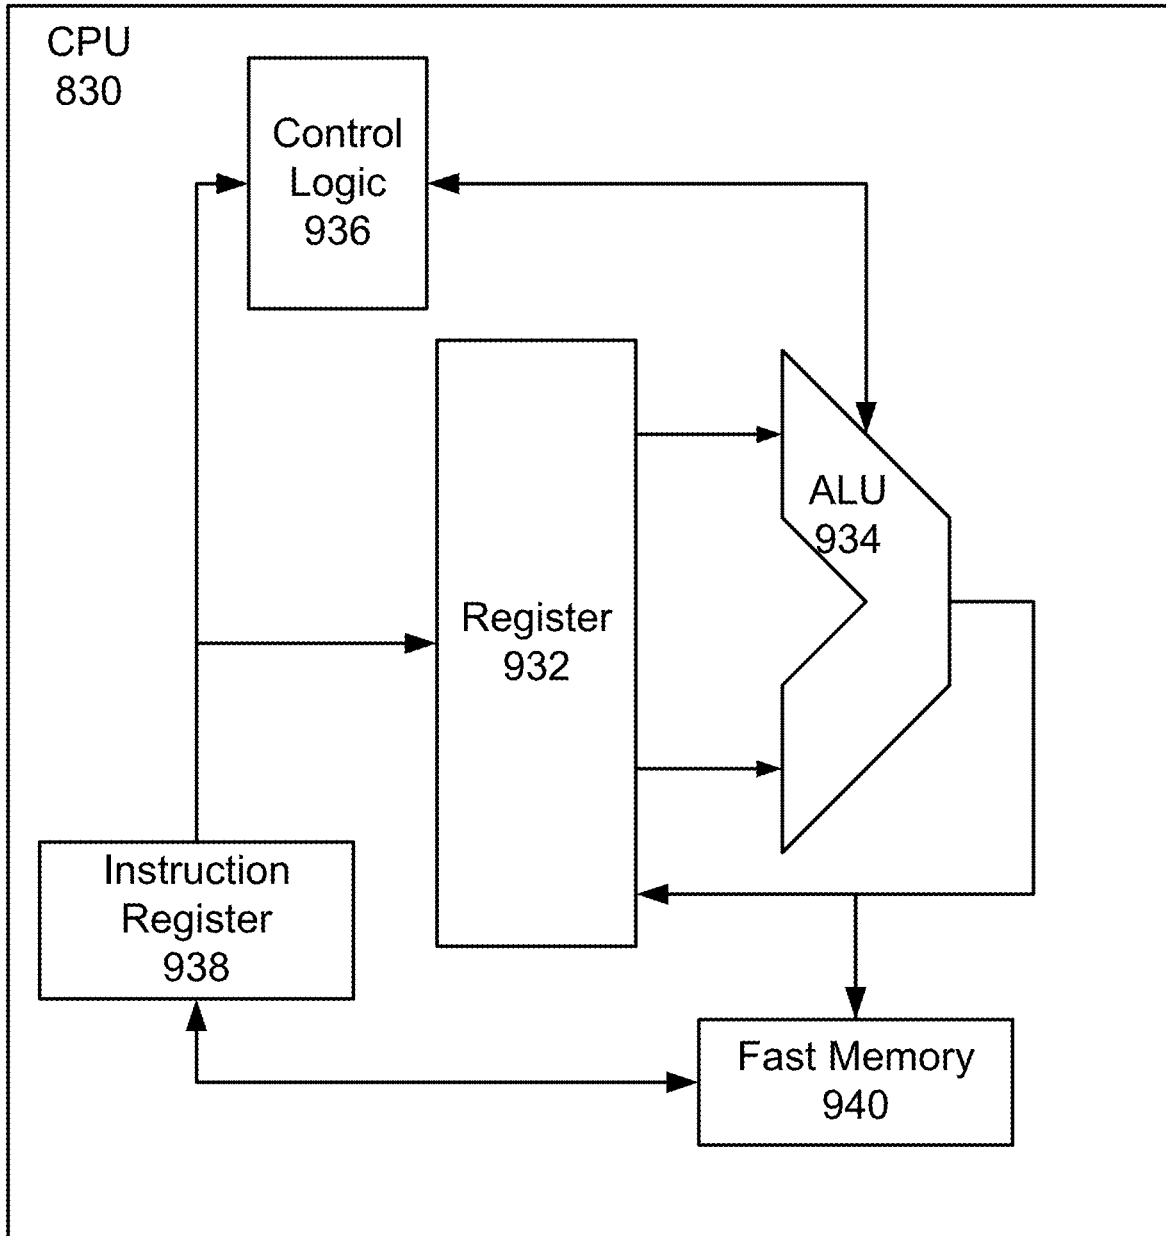 CPU
830
Control
Logic
936
ALU
934
Register
932
Instruction
Register
938
Fast Memory
940